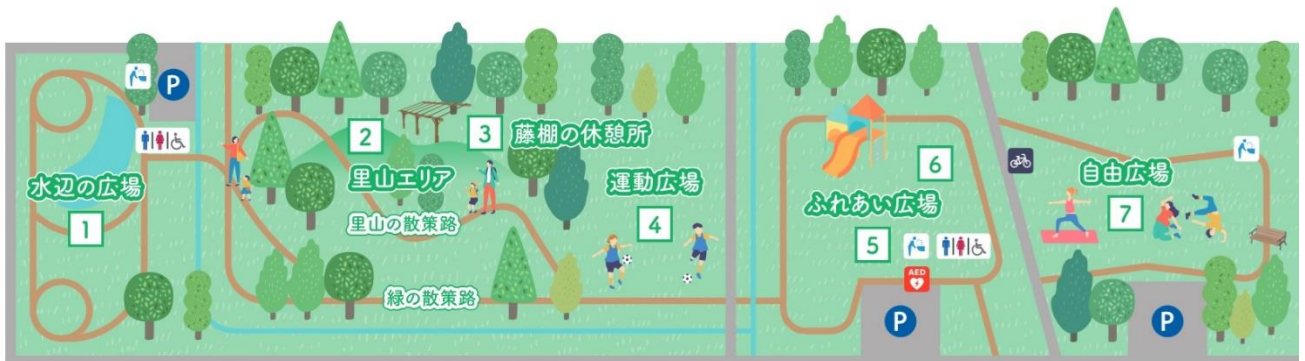 P
水辺の広場
1
2
里山エリア
里山の散策路
緑の散策路
3
藤棚の休憩所
運動広場
4
6
ふれあい広場
5
AED
P
自由広場
7
P